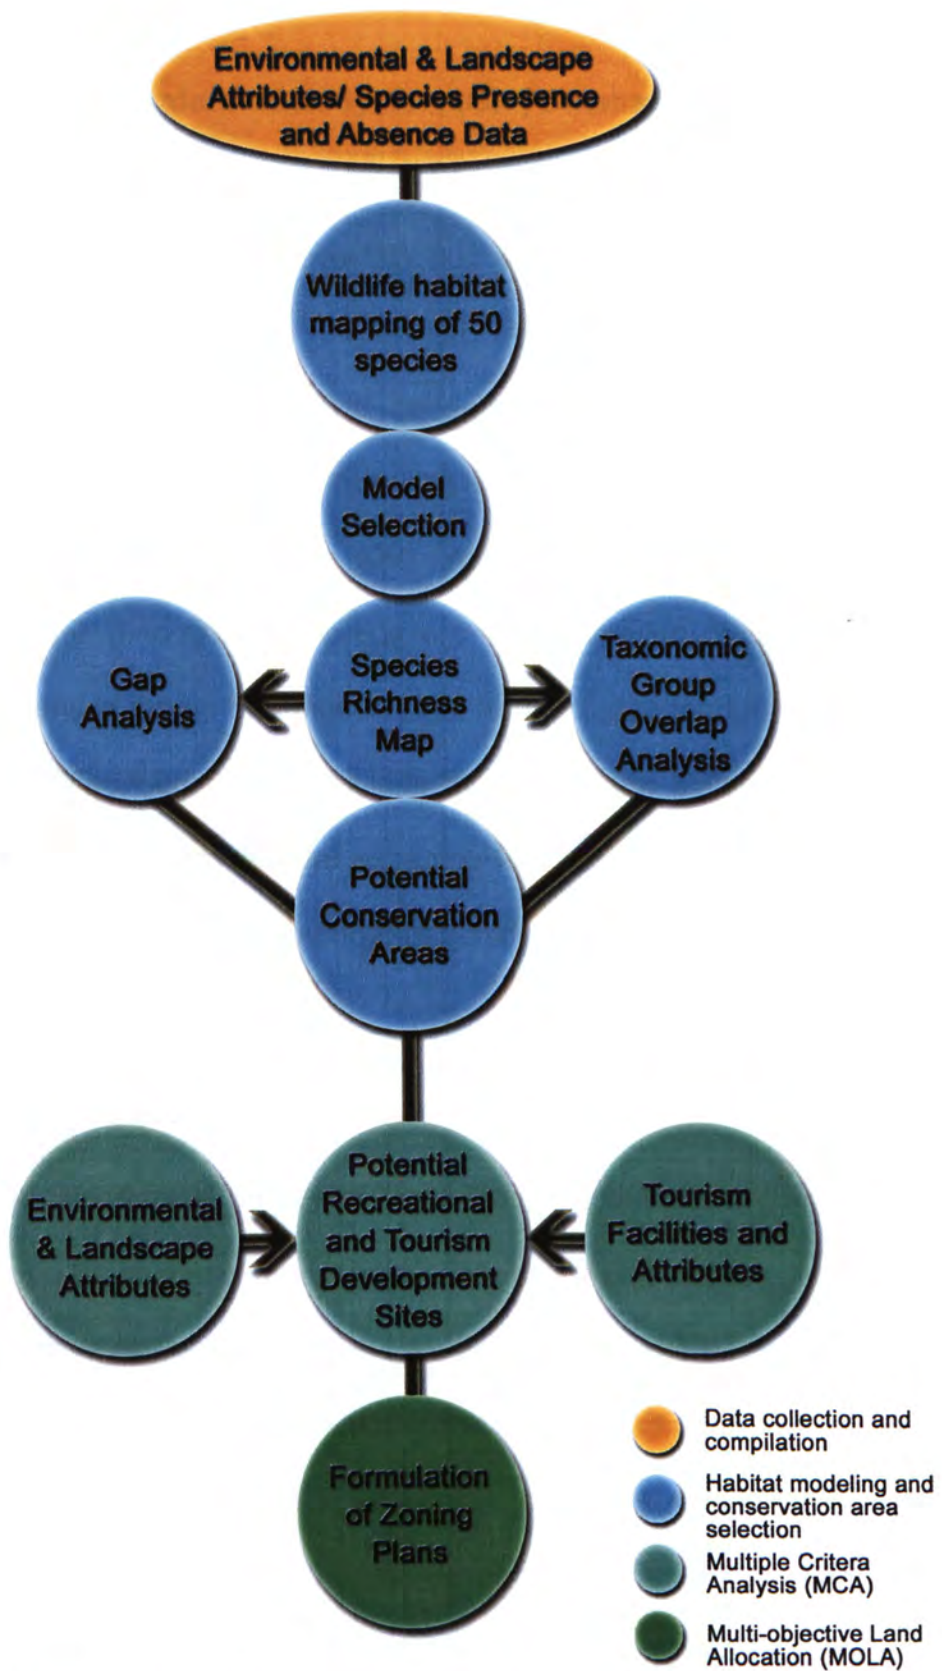 Environmental & Landscape
Attributes/ Species Presence
and Absence Data
Wildlife habitat
mapping of 50
species
Model
Selection
Gap
Analysis
Species
Richness
Map
Taxonomic
Group
Overlap
Analysis
Potential
Conservation
Areas
Environmental
& Landscape
Attributes
Potential
Recreational
and Tourism
Development
Sites
Tourism
Facilities and
Attributes
Formulation
of Zoning
Plans
Data collection and
compilation
Habitat modeling and
conservation area
selection
Multiple Critera
Analysis (MCA)
Multi-objective Land
Allocation (MOLA)